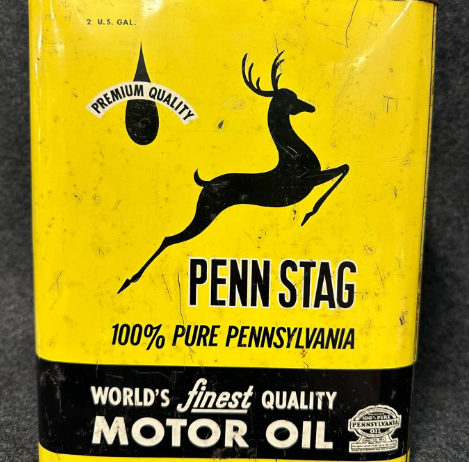 2 U.S. GAL.
PREMIUM QUALITY
PENN STAG
100% PURE PENNSYLVANIA
WORLD'S finest QUALITY
MOTOR OIL
100% PURE
PENNSYLVANIA
OIL